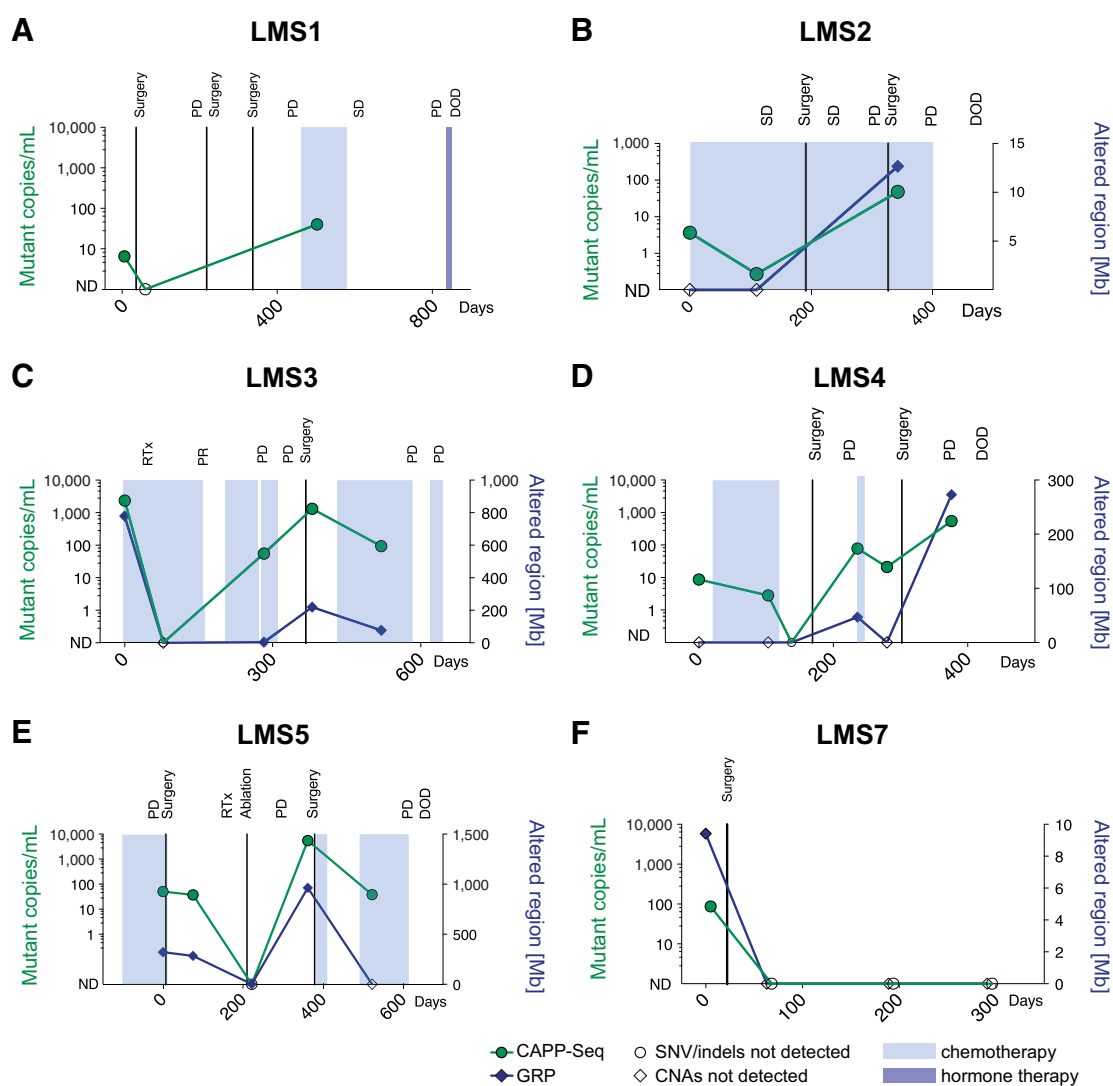 A
LMS1
Surgery
PD
Surgery
Surgery
PD
SD
PD
DOD
Mutant copies/mL
10,000
1,000
100
10
ND
0
400
800
Days
B
LMS2
SD
Surgery
SD
PD
Surgery
PD
DOD
Mutant copies/mL
1,000
100
10
1
ND
15
10
5
Altered region [Mb]
0
200
400
Days
C
LMS3
RTx
PR
PD
PD
Surgery
PD
PD
Mutant copies/mL
10,000
1,000
100
10
1
ND
1,000
800
600
400
200
0
Altered region [Mb]
0
300
600
Days
D
LMS4
Surgery
PD
Surgery
PD
DOD
Mutant copies/mL
10,000
1,000
100
10
1
ND
300
200
100
0
Altered region [Mb]
0
200
400
Days
E
LMS5
PD
Surgery
RTx
Ablation
PD
Surgery
PD
DOD
Mutant copies/mL
10,000
1,000
100
10
1
ND
1,500
1,000
500
0
Altered region [Mb]
0
200
400
600
Days
F
LMS7
Surgery
Mutant copies/mL
10,000
1,000
100
10
ND
10
8
6
4
2
0
Altered region [Mb]
0
100
200
300
Days
CAPP-Seq
SNV/indels not detected
chemotherapy
GRP
CNAs not detected
hormone therapy